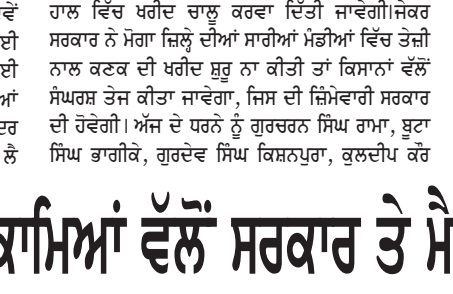 ਹਾਲ ਵਿੱਚ ਖਰੀਦ ਚਾਲੂ ਕਰਵਾ ਦਿੱਤੀ ਜਾਵੇਗੀ।ਜੇਕਰ
ਸਰਕਾਰ ਨੇ ਮੋਗਾ ਜ਼ਿਲ੍ਹੇ ਦੀਆਂ ਸਾਰੀਆਂ ਮੰਡੀਆਂ ਵਿੱਚ ਤੇਜ਼ੀ
ਨਾਲ ਕਣਕ ਦੀ ਖਰੀਦ ਸ਼ੁਰੂ ਨਾ ਕੀਤੀ ਤਾਂ ਕਿਸਾਨਾਂ ਵੱਲੋਂ
ਸੰਘਰਸ਼ ਤੇਜ ਕੀਤਾ ਜਾਵੇਗਾ, ਜਿਸ ਦੀ ਜ਼ਿੰਮੇਵਾਰੀ ਸਰਕਾਰ
ਦੀ ਹੋਵੇਗੀ। ਅੱਜ ਦੇ ਧਰਨੇ ਨੂੰ ਗੁਰਚਰਨ ਸਿੰਘ ਰਾਮਾ, ਬੂਟਾ
ਲੈ ਸਿੰਘ ਭਾਗੀਕੇ, ਗੁਰਦੇਵ ਸਿੰਘ ਕਿਸ਼ਨਪੁਰਾ, ਕੁਲਦੀਪ ਕੌਰ
ਕਾਮਿਆਂ ਵੱਲੋਂ ਸਰਕਾਰ ਤੇ ਮੈ